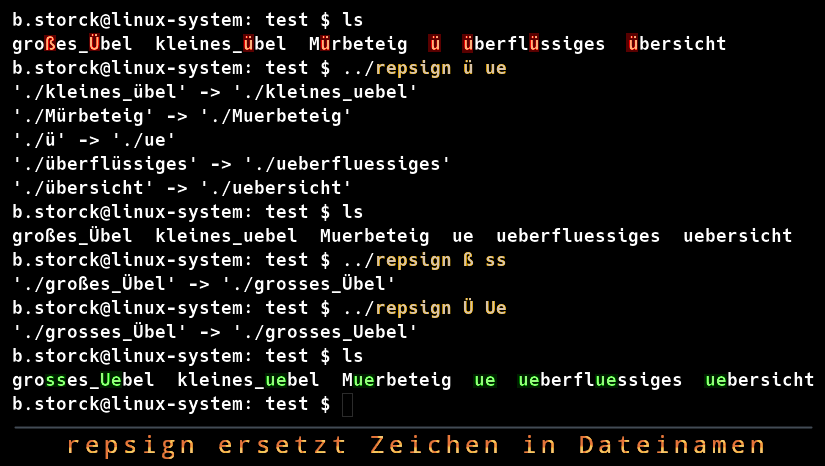 b.storck@linux-system: test $ ls
großes_Übel  kleines_übel  Mürbeteig  ü  überflüssiges  übersicht
b.storck@linux-system: test $ ../repsign ü ue
'./kleines_übel' -> './kleines_uebel'
'./Mürbeteig' -> './Muerbeteig'
'./ü' -> './ue'
'./überflüssiges' -> './ueberfluessiges'
'./übersicht' -> './uebersicht'
b.storck@linux-system: test $ ls
großes_Übel  kleines_uebel  Muerbeteig  ue  ueberfluessiges  uebersicht
b.storck@linux-system: test $ ../repsign ß ss
'./großes_Übel' -> './grosses_Übel'
b.storck@linux-system: test $ ../repsign Ü Ue
'./grosses_Übel' -> './grosses_Uebel'
b.storck@linux-system: test $ ls
grosses_Uebel  kleines_uebel  Muerbeteig  ue  ueberfluessiges  uebersicht
b.storck@linux-system: test $
repsign ersetzt Zeichen in Dateinamen